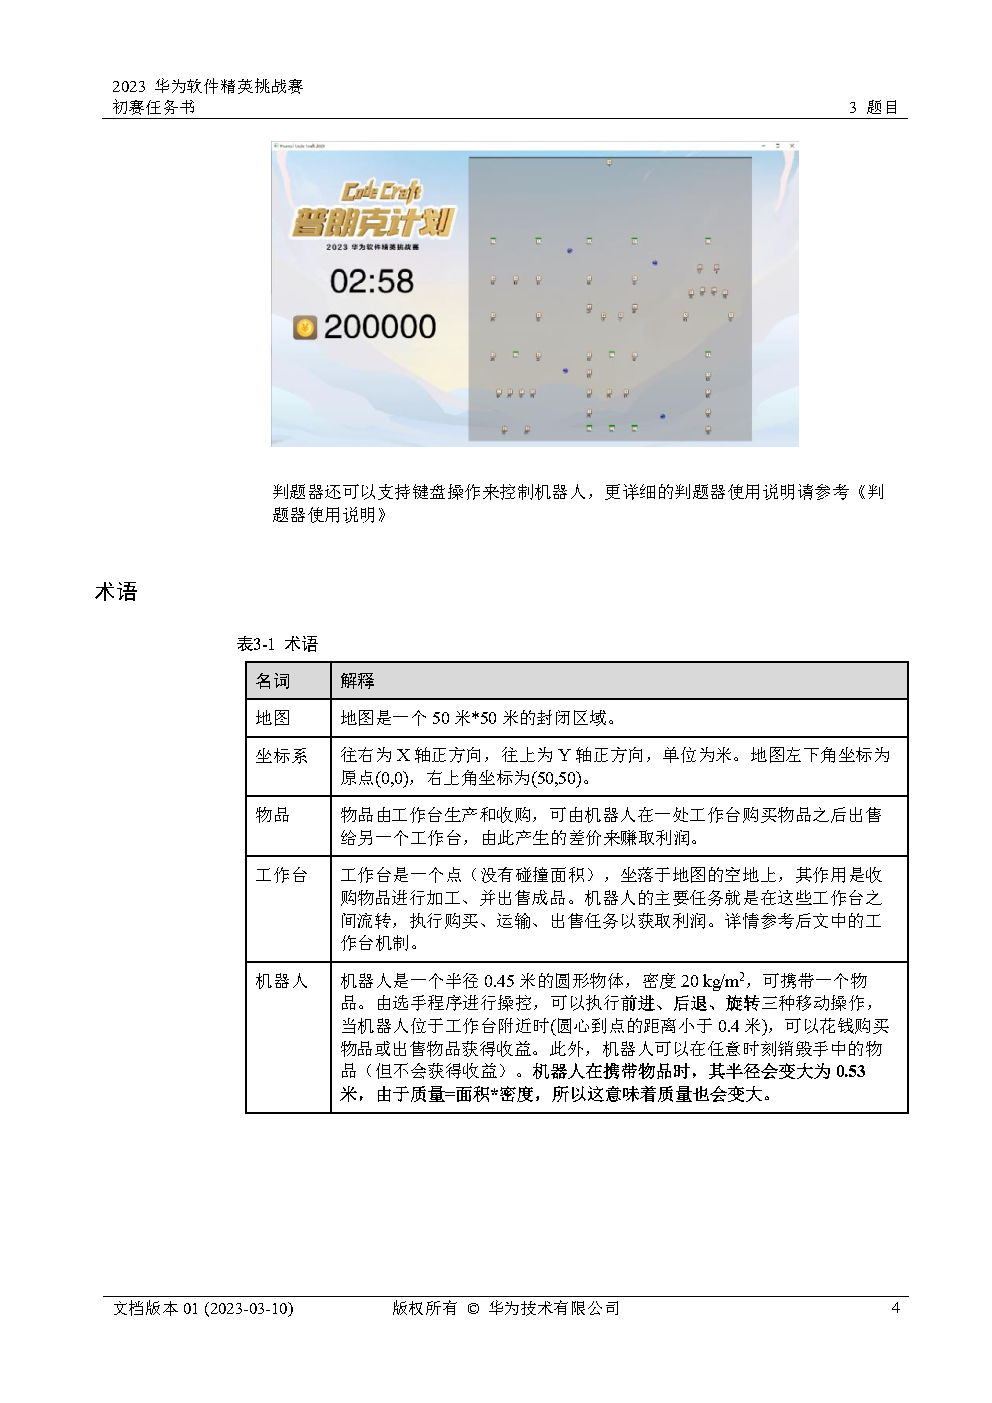 2023 华为软件精英挑战赛
初赛任务书
3 题目
Code Craft
普朗克计划
2023 华为软件精英挑战赛
02:58
200000
判题器还可以支持键盘操作来控制机器人，更详细的判题器使用说明请参考《判
题器使用说明》
术语
表3-1 术语
名词
解释
地图
地图是一个 50 米*50 米的封闭区域。
坐标系
往右为 X 轴正方向，往上为 Y 轴正方向，单位为米。地图左下角坐标为
原点(0,0)，右上角坐标为(50,50)。
物品
物品由工作台生产和收购，可由机器人在一处工作台购买物品之后出售
给另一个工作台，由此产生的差价来赚取利润。
工作台
工作台是一个点（没有碰撞面积），坐落于地图的空地上，其作用是收
购物品进行加工、并出售成品。机器人的主要任务就是在这些工作台之
间流转，执行购买、运输、出售任务以获取利润。详情参考后文中的工
作台机制。
机器人
机器人是一个半径 0.45 米的圆形物体，密度 20 kg/m²，可携带一个物
品。由选手程序进行操控，可以执行前进、后退、旋转三种移动操作，
当机器人位于工作台附近时(圆心到点的距离小于 0.4 米)，可以花钱购买
物品或出售物品获得收益。此外，机器人可以在任意时刻销毁手中的物
品（但不会获得收益）。机器人在携带物品时，其半径会变大为 0.53
米，由于质量=面积*密度，所以这意味着质量也会变大。
文档版本 01 (2023-03-10)
版权所有 © 华为技术有限公司
4